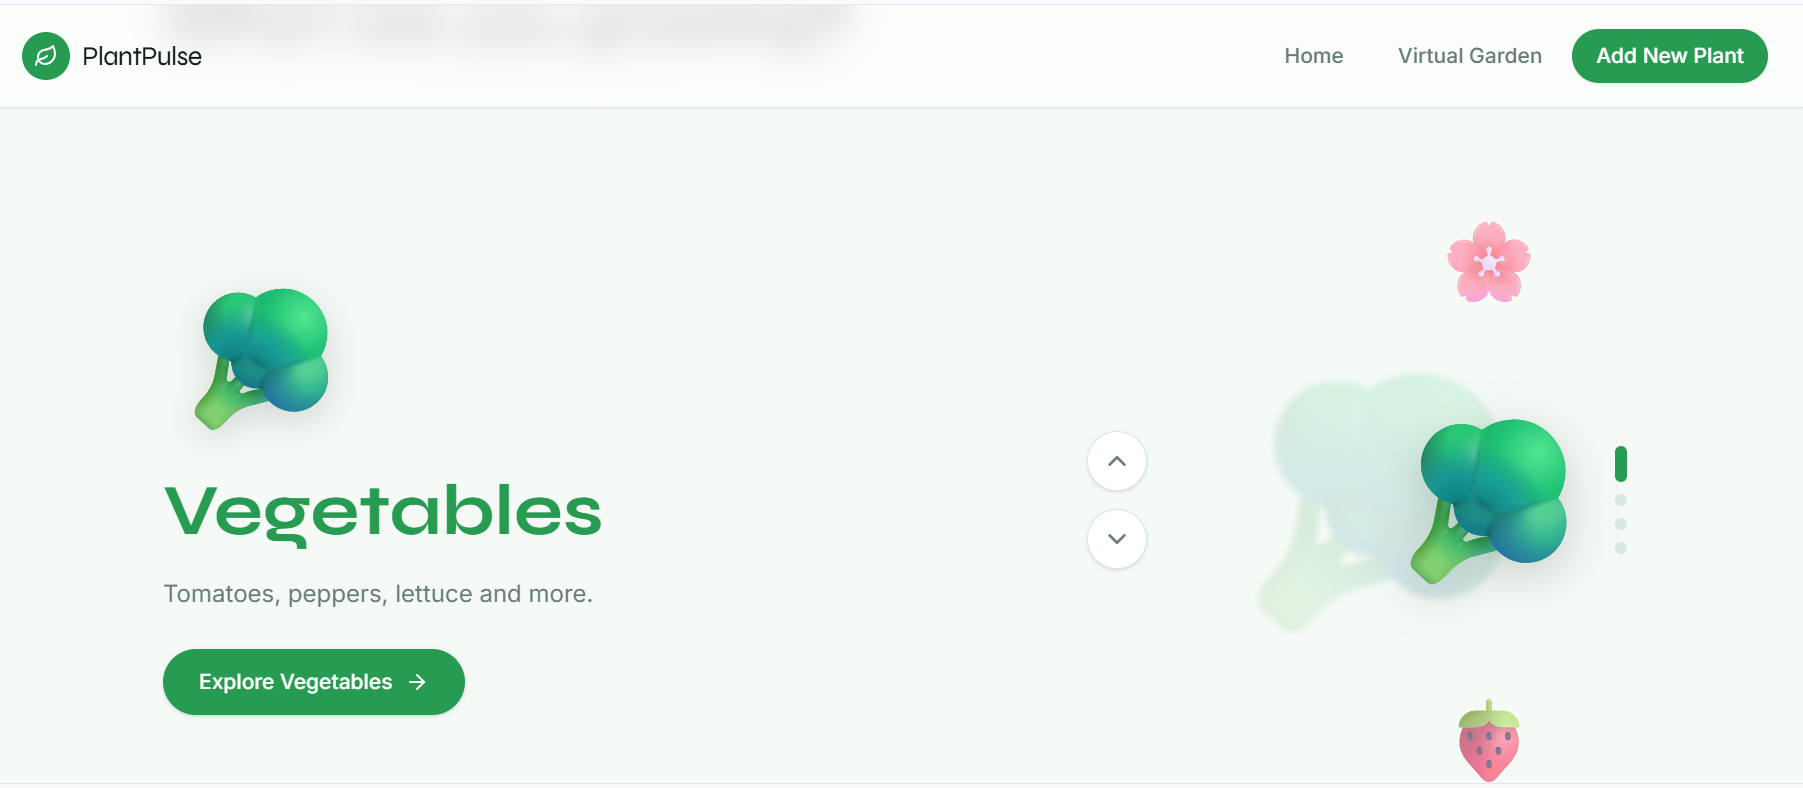 PlantPulse
Home
Virtual Garden
Add New Plant
Vegetables
Tomatoes, peppers, lettuce and more.
Explore Vegetables